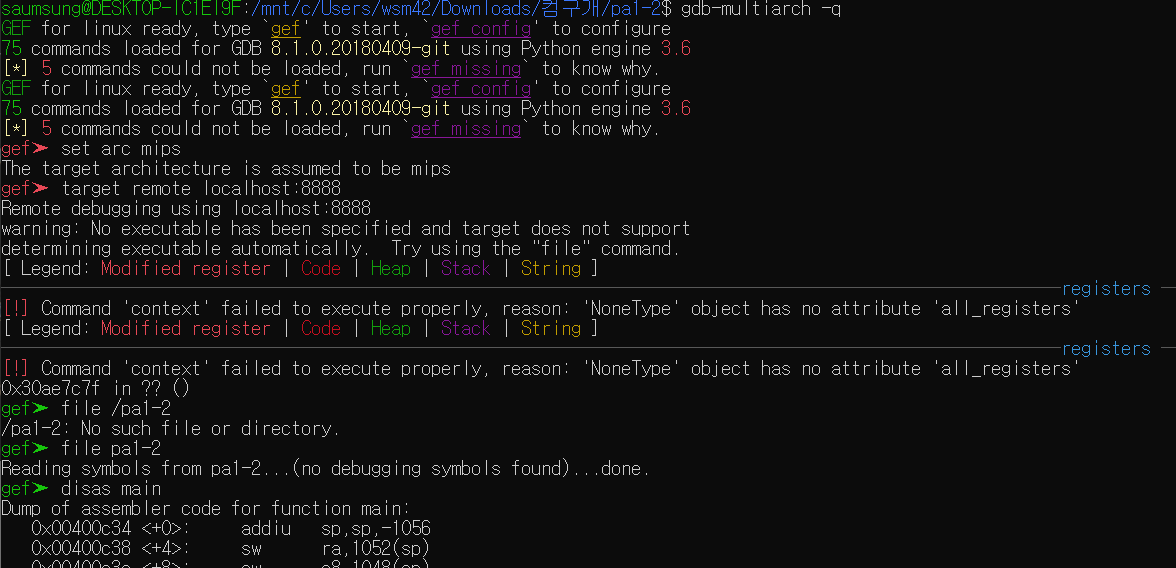 saumsung@DESKTOP-IC1EI9F:/mnt/c/Users/wsm42/Downloads/컴구개/pa1-2$ gdb-multiarch -q
GEF for linux ready, type `gef' to start, `gef config' to configure
75 commands loaded for GDB 8.1.0.20180409-git using Python engine 3.6
[*] 5 commands could not be loaded, run `gef missing` to know why.
GEF for linux ready, type `gef' to start, `gef config' to configure
75 commands loaded for GDB 8.1.0.20180409-git using Python engine 3.6
[*] 5 commands could not be loaded, run `gef missing` to know why.
gef➤ set arc mips
The target architecture is assumed to be mips
gef➤ target remote localhost:8888
Remote debugging using localhost:8888
warning: No executable has been specified and target does not support
determining executable automatically. Try using the "file" command.
[ Legend: Modified register | Code | Heap | Stack | String ]
registers
[!] Command 'context' failed to execute properly, reason: 'NoneType' object has no attribute 'all_registers'
[ Legend: Modified register | Code | Heap | Stack | String ]
registers
[!] Command 'context' failed to execute properly, reason: 'NoneType' object has no attribute 'all_registers'
0x30ae7c7f in ?? ()
gef➤ file /pa1-2
/pa1-2: No such file or directory.
gef➤ file pa1-2
Reading symbols from pa1-2...(no debugging symbols found)...done.
gef➤ disas main
Dump of assembler code for function main:
0x00400c34 <+0>: addiu sp,sp,-1056
0x00400c38 <+4>: sw ra,1052(sp)
0x00400c3c <+8>: sw s8,1048(sp)